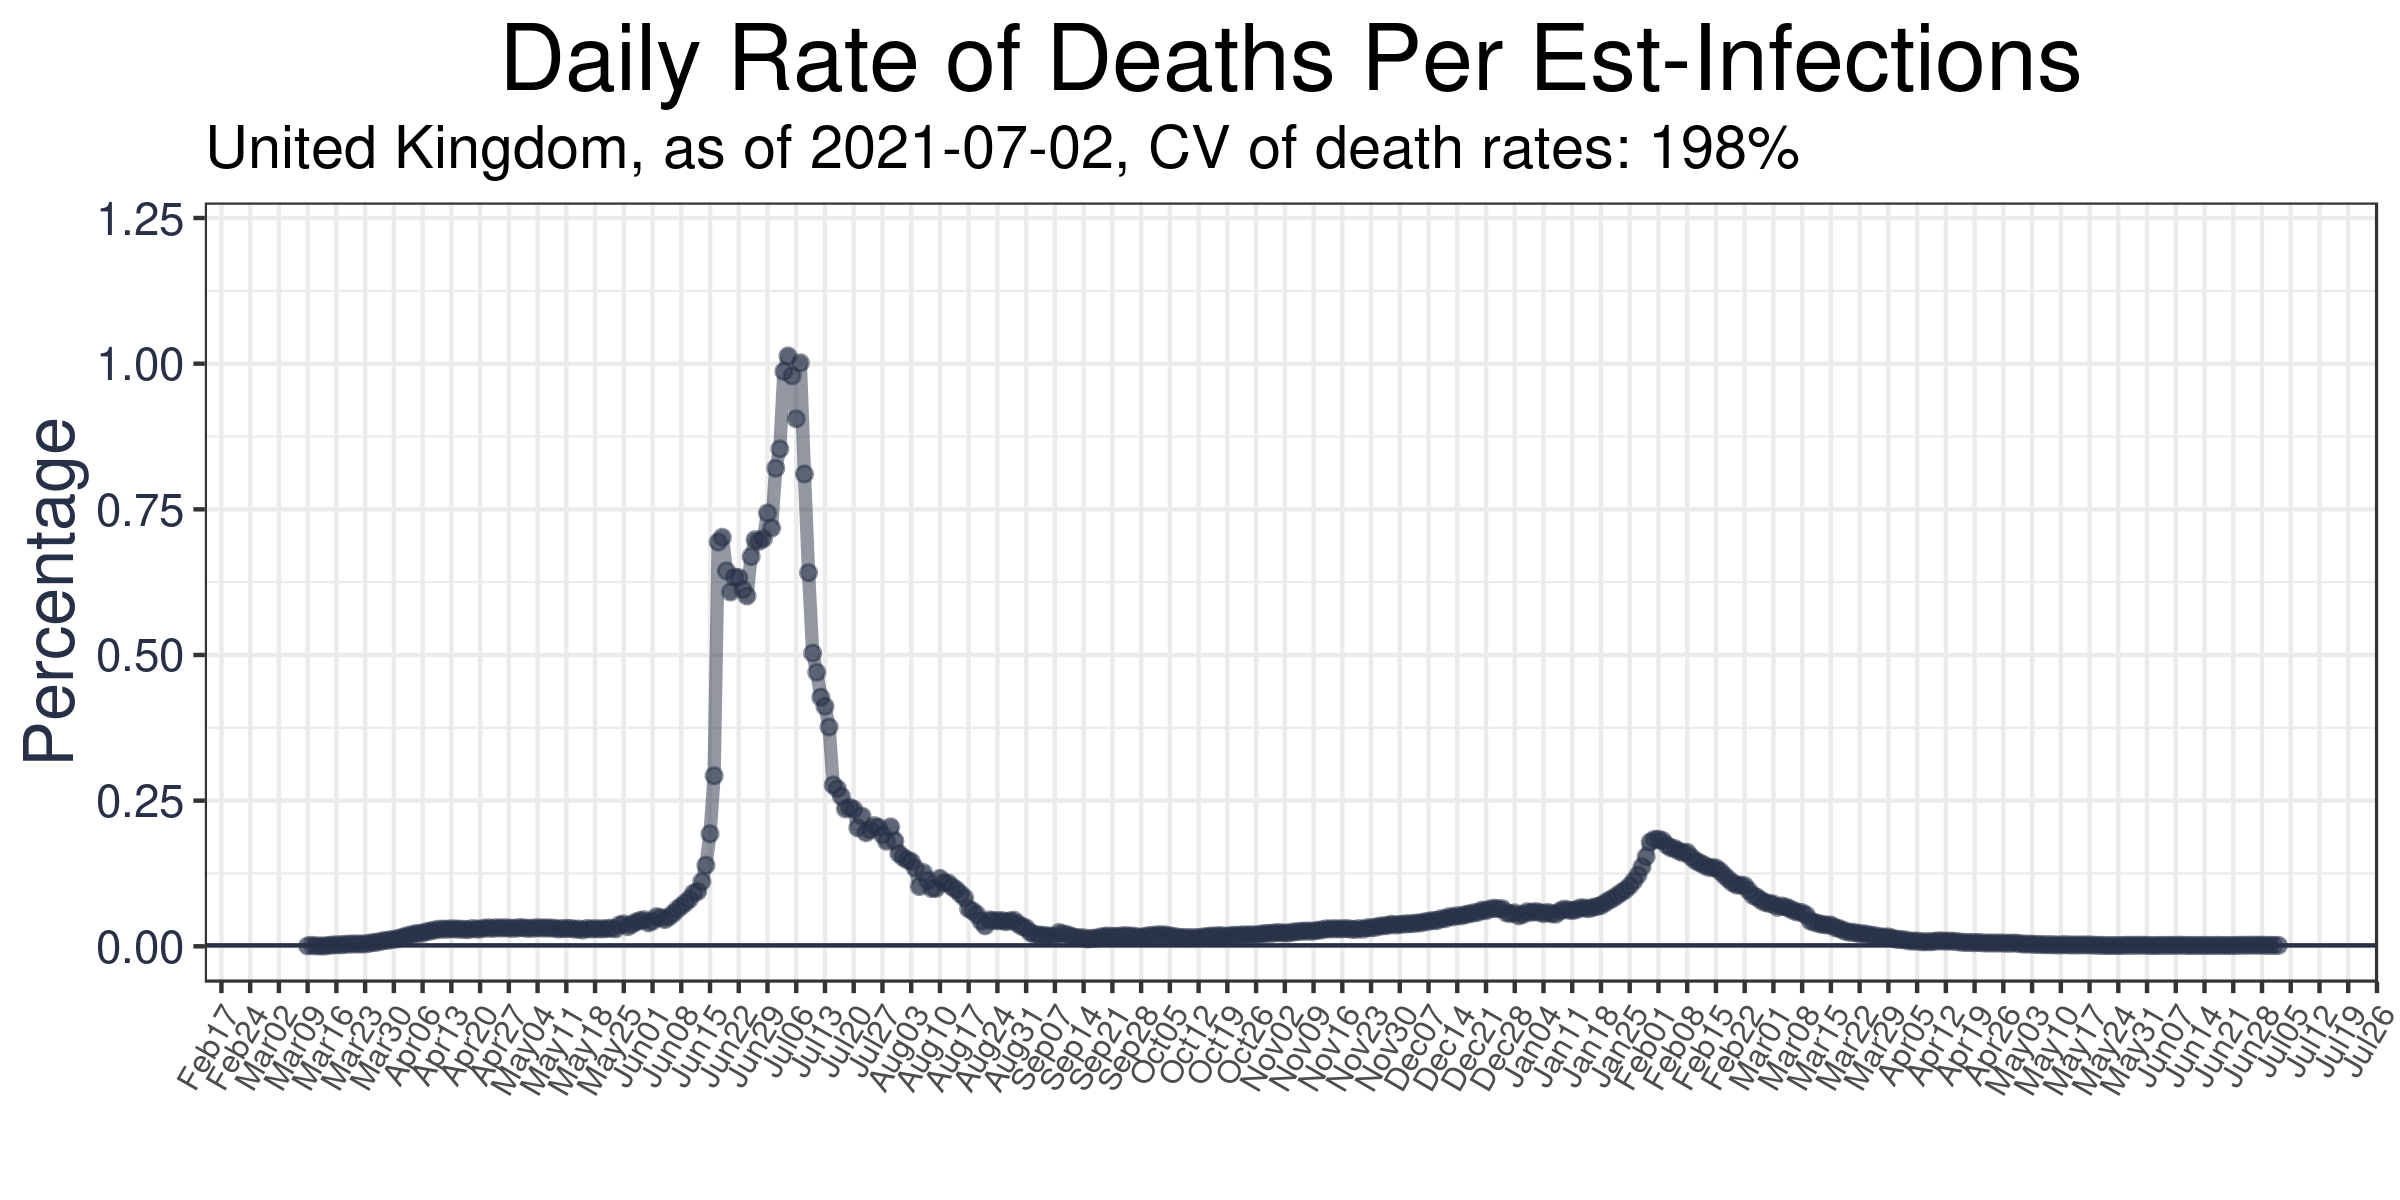 Daily Rate of Deaths Per Est-Infections
United Kingdom, as of 2021-07-02, CV of death rates: 198%
Percentage
1.25
1.00
0.75
0.50
0.25
0.00
Feb17
Feb24
Mar02
Mar09
Mar16
Mar23
Mar30
Apr06
Apr13
Apr20
Apr27
May04
May11
May18
May25
Jun01
Jun08
Jun15
Jun22
Jun29
Jul06
Jul13
Jul20
Jul27
Aug03
Aug10
Aug17
Aug24
Aug31
Sep07
Sep14
Sep21
Sep28
Oct05
Oct12
Oct19
Oct26
Nov02
Nov09
Nov16
Nov23
Nov30
Dec07
Dec14
Dec21
Dec28
Jan04
Jan11
Jan18
Jan25
Feb01
Feb08
Feb15
Feb22
Mar01
Mar08
Mar15
Mar22
Mar29
Apr05
Apr12
Apr19
Apr26
May03
May10
May17
May24
May31
Jun07
Jun14
Jun21
Jun28
Jul05
Jul12
Jul19
Jul26